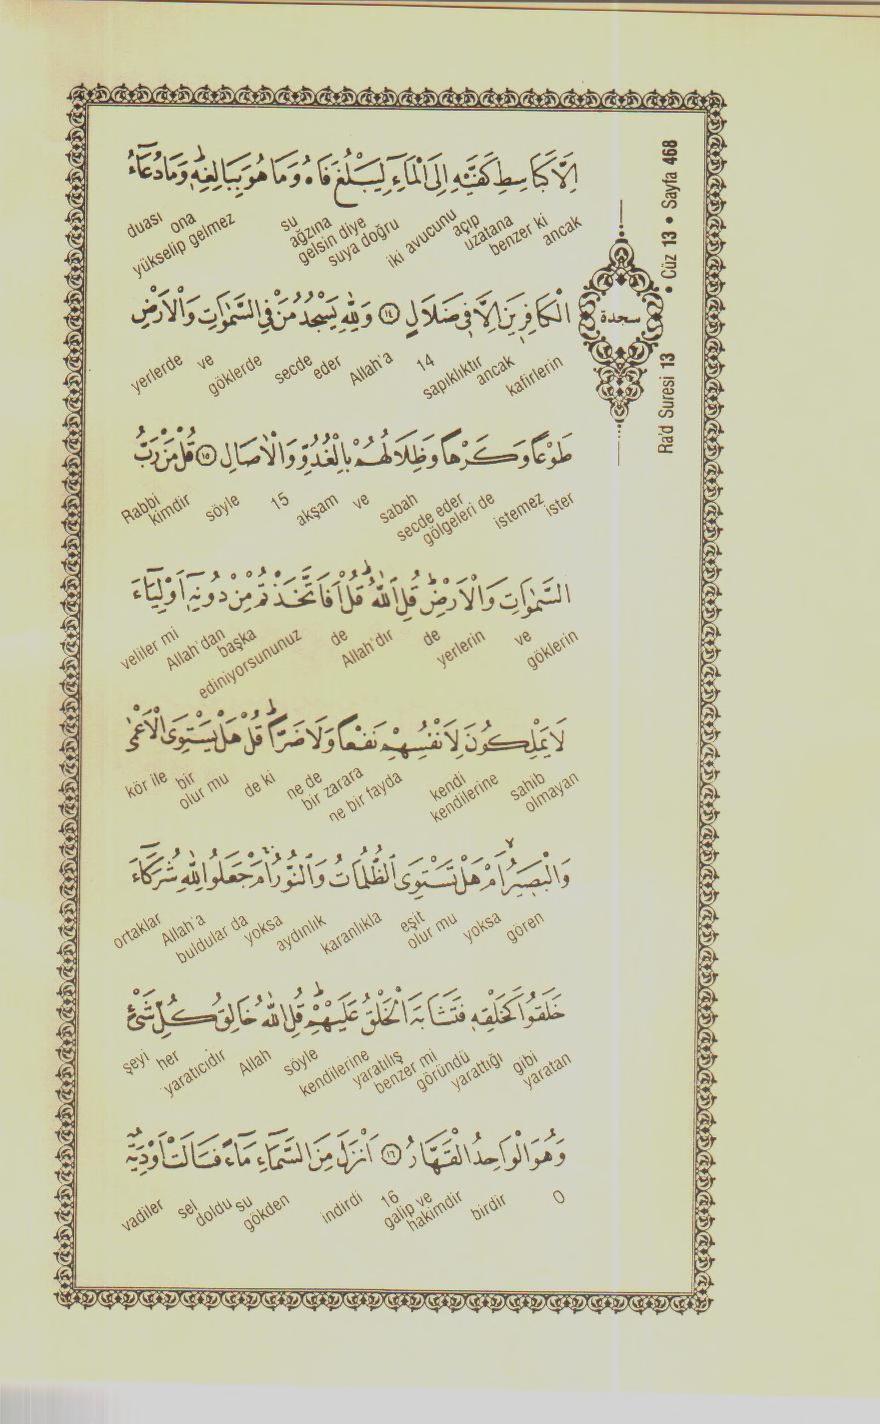 Ra'd Suresi 13 • Cüz 13 • Sayfa 468
سجدة
اِلَّا كَبَاسِطِ كَفَّيْهِ اِلَى الْمَٓاءِ لِيَبْلُغَ فَاهُ وَمَا هُوَ بِبَالِغِه۪ۜ وَمَا دُعَٓاءُ
ancak benzer ki uzatana açıp iki avucunu suya doğru gelsin diye ağzına su yükselip gelmez ona duası
الْكَافِر۪ينَ اِلَّا ف۪ي ضَلَالٍ ﴿١٤﴾ وَلِلّٰهِ يَسْجُدُ مَنْ فِي السَّمٰوَاتِ وَالْاَرْضِ
kafirlerin ancak sapıklıktır 14 Allah'a eder secde göklerde ve yerlerde
طَوْعًا وَكَرْهًا وَظِلَالُهُمْ بِالْغُدُوِّ وَالْاٰصَالِ ﴿١٥﴾ قُلْ مَنْ رَبُّ
ister istemez gölgeleri de secde eder sabah ve akşam 15 söyle kimdir Rabbi
السَّمٰوَاتِ وَالْاَرْضِۜ قُلِ اللّٰهُۜ قُلْ اَفَاتَّخَذْتُمْ مِنْ دُونِه۪ٓ اَوْلِيَٓاءَ
göklerin ve yerlerin de Allah'dır de ediniyorsununuz başka Allah'dan veliler mi
لَا يَمْلِكُونَ لِاَنْفُسِهِمْ نَفْعًا وَلَا ضَرًّاۜ قُلْ هَلْ يَسْتَوِي الْاَعْمٰى
olmayan sahib kendilerine kendi ne bir fayda bir zarara ne de de ki olur mu bir kör ile
وَالْبَص۪يرُۙ اَمْ هَلْ تَسْتَوِي الظُّلُمَاتُ وَالنُّورُۚ اَمْ جَعَلُوا لِلّٰهِ شُرَكَٓاءَ
gören yoksa olur mu eşit karanlıkla aydınlık yoksa buldular da Allah'a ortaklar
خَلَقُوا كَخَلْقِه۪ فَتَشَابَهَ الْخَلْقُ عَلَيْهِمْۜ قُلِ اللّٰهُ خَالِقُ كُلِّ شَيْءٍ
yaratan gibi yarattığı göründü benzer mi yaratılış kendilerine söyle Allah yaratıcıdır her şeyi
وَهُوَ الْوَاحِدُ الْقَهَّارُ ﴿١٦﴾ اَنْزَلَ مِنَ السَّمَٓاءِ مَٓاءً فَسَالَتْ اَوْدِيَةٌ
O birdir hakimdir galip ve 16 indirdi gökden su doldu sel vadiler